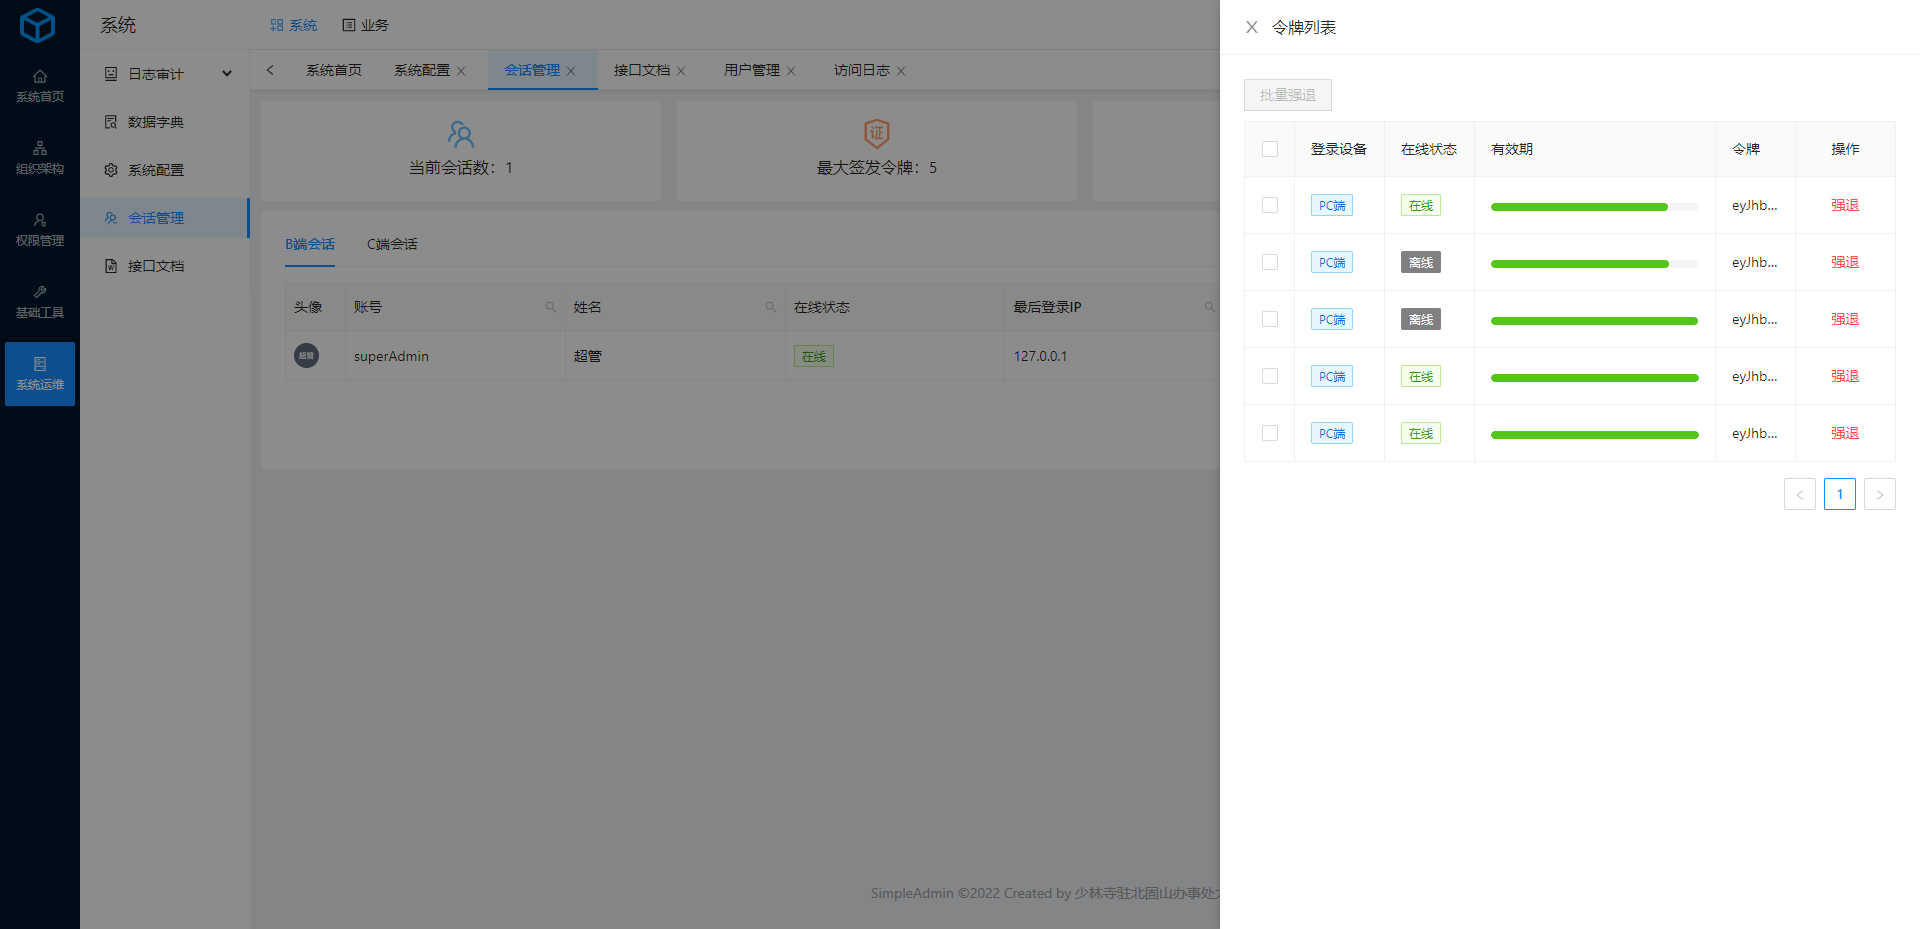 系统
系统
业务
令牌列表
系统首页
组织架构
权限管理
基础工具
系统运维
日志审计
数据字典
系统配置
会话管理
接口文档
系统首页
系统配置
会话管理
接口文档
用户管理
访问日志
证
当前会话数：1
最大签发令牌：5
B端会话
C端会话
头像 账号 姓名 在线状态 最后登录IP
超管 superAdmin 超管 在线 127.0.0.1
SimpleAdmin ©2022 Created by 少林寺驻北固山办事处
批量强退
登录设备 在线状态 有效期 令牌 操作
PC端 在线 eyJhb... 强退
PC端 离线 eyJhb... 强退
PC端 离线 eyJhb... 强退
PC端 在线 eyJhb... 强退
PC端 在线 eyJhb... 强退
< 1 >